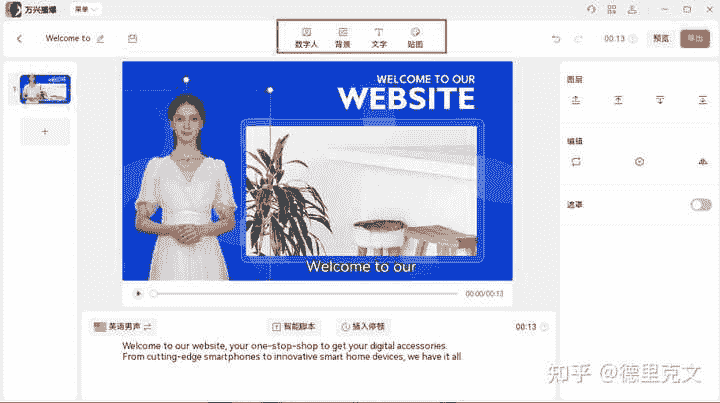 万兴播爆
菜单
Welcome to
数字人 背景 文字 贴图
00:13
预览
导出
1
WELCOME TO OUR
WEBSITE
Welcome to our
00:00/00:13
图层
编辑
遮罩
英语男声
智能脚本
插入停顿
00:13
Welcome to our website, your one-stop-shop to get your digital accessories.
From cutting-edge smartphones to innovative smart home devices, we have it all
知乎 @德里克文